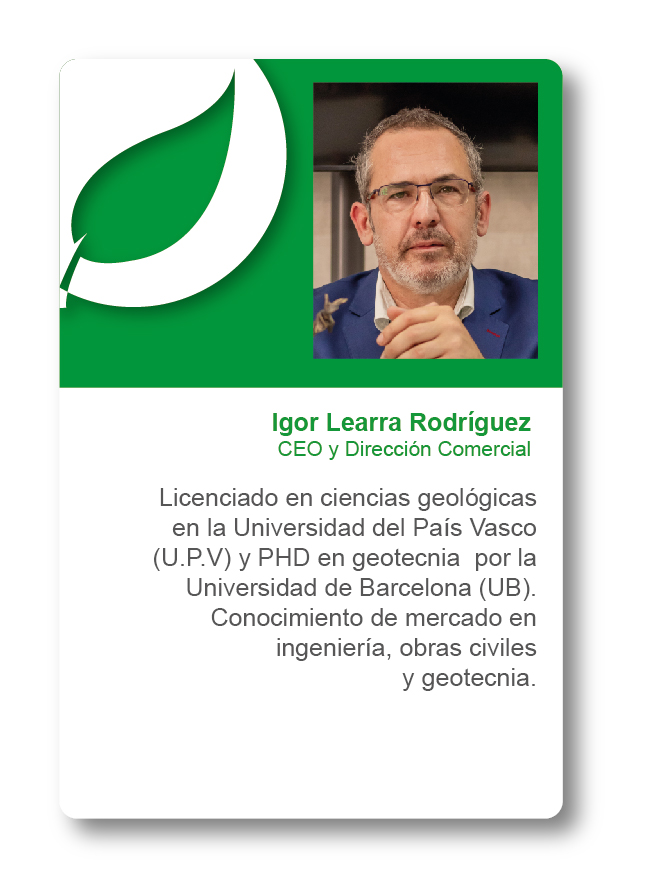 Igor Learra Rodríguez
CEO y Dirección Comercial
Licenciado en ciencias geológicas
en la Universidad del País Vasco
(U.P.V) y PHD en geotecnia  por la
Universidad de Barcelona (UB).
Conocimiento de mercado en
ingeniería, obras civiles
y geotecnia.